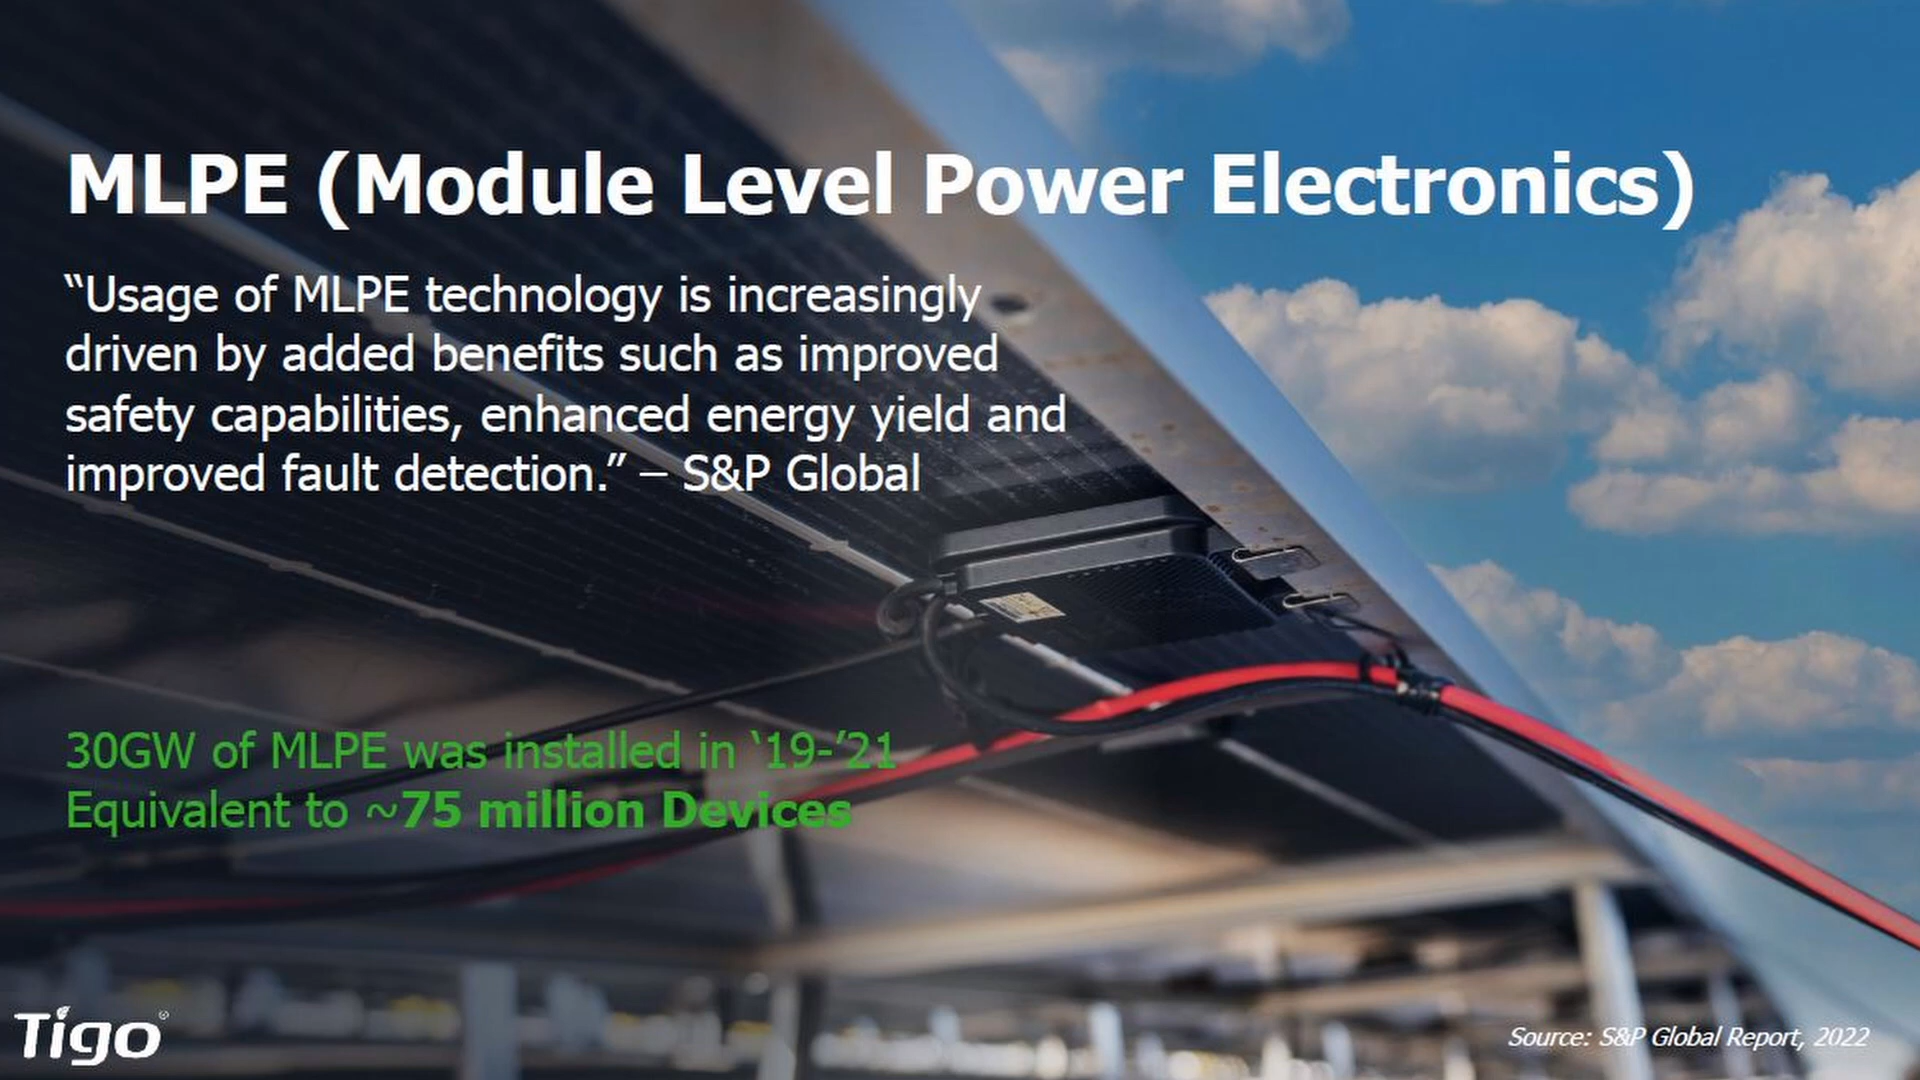 MLPE (Module Level Power Electronics)
“Usage of MLPE technology is increasingly
driven by added benefits such as improved
safety capabilities, enhanced energy yield and
improved fault detection.” – S&P Global
30GW of MLPE was installed in ‘19-’21
Equivalent to ~75 million Devices
Tigo®
Source: S&P Global Report, 2022